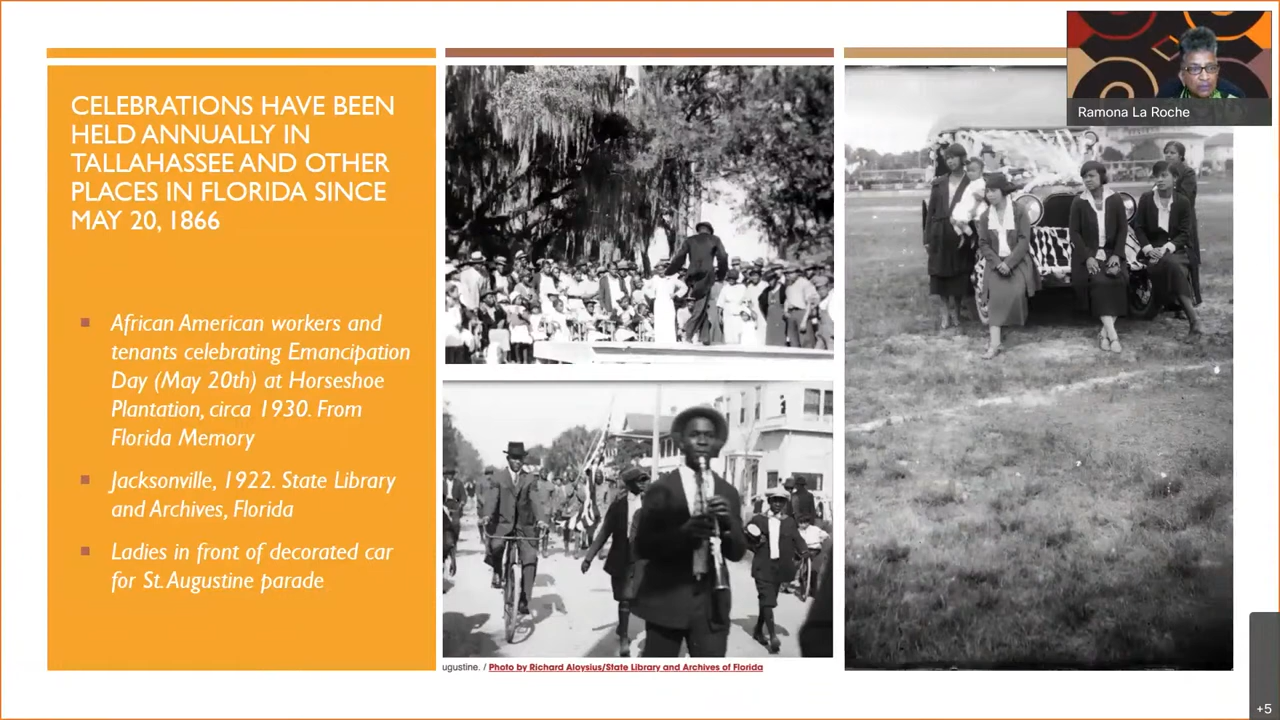 CELEBRATIONS HAVE BEEN
HELD ANNUALLY IN
TALLAHASSEE AND OTHER
PLACES IN FLORIDA SINCE
MAY 20, 1866
▪ African American workers and
tenants celebrating Emancipation
Day (May 20th) at Horseshoe
Plantation, circa 1930. From
Florida Memory
▪ Jacksonville, 1922. State Library
and Archives, Florida
▪ Ladies in front of decorated car
for St. Augustine parade
ugustine. / Photo by Richard Aloysius/State Library and Archives of Florida
Ramona La Roche
+5